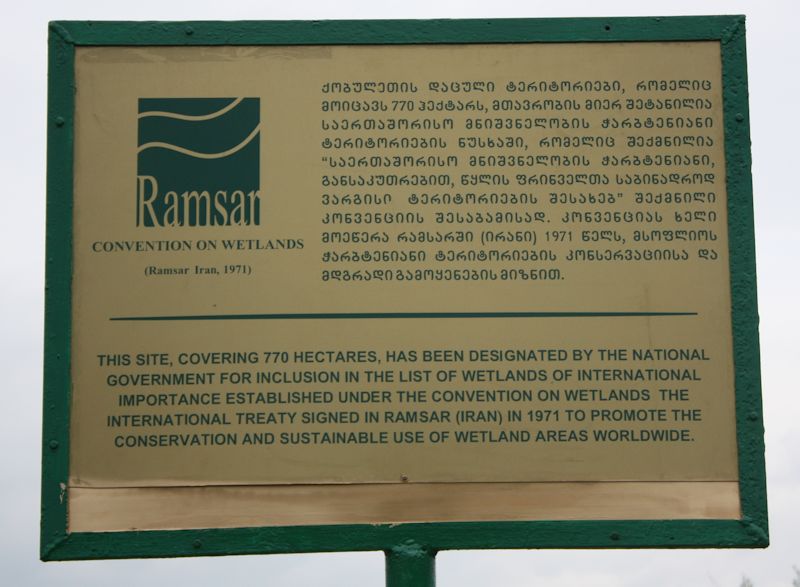 Ramsar
CONVENTION ON WETLANDS
(Ramsar Iran, 1971)
ქობულეთის დაცული ტერიტორიები, რომელიც
მოიცავს 770 ჰექტარს, მთავრობის მიერ შეტანილია
საერთაშორისო მნიშვნელობის ჭარბტენიანი
ტერიტორიების ნუსხაში, რომელიც შექმნილია
“საერთაშორისო მნიშვნელობის ჭარბტენიანი,
განსაკუთრებით, წყლის ფრინველთა საბინადროდ
ვარგისი ტერიტორიების შესახებ” შექმნილი
კონვენციის შესაბამისად. კონვენციას ხელი
მოეწერა რამსარში (ირანი) 1971 წელს, მსოფლიოს
ჭარბტენიანი ტერიტორიების კონსერვაციისა და
მდგრადი გამოყენების მიზნით.
THIS SITE, COVERING 770 HECTARES, HAS BEEN DESIGNATED BY THE NATIONAL
GOVERNMENT FOR INCLUSION IN THE LIST OF WETLANDS OF INTERNATIONAL
IMPORTANCE ESTABLISHED UNDER THE CONVENTION ON WETLANDS THE
INTERNATIONAL TREATY SIGNED IN RAMSAR (IRAN) IN 1971 TO PROMOTE THE
CONSERVATION AND SUSTAINABLE USE OF WETLAND AREAS WORLDWIDE.